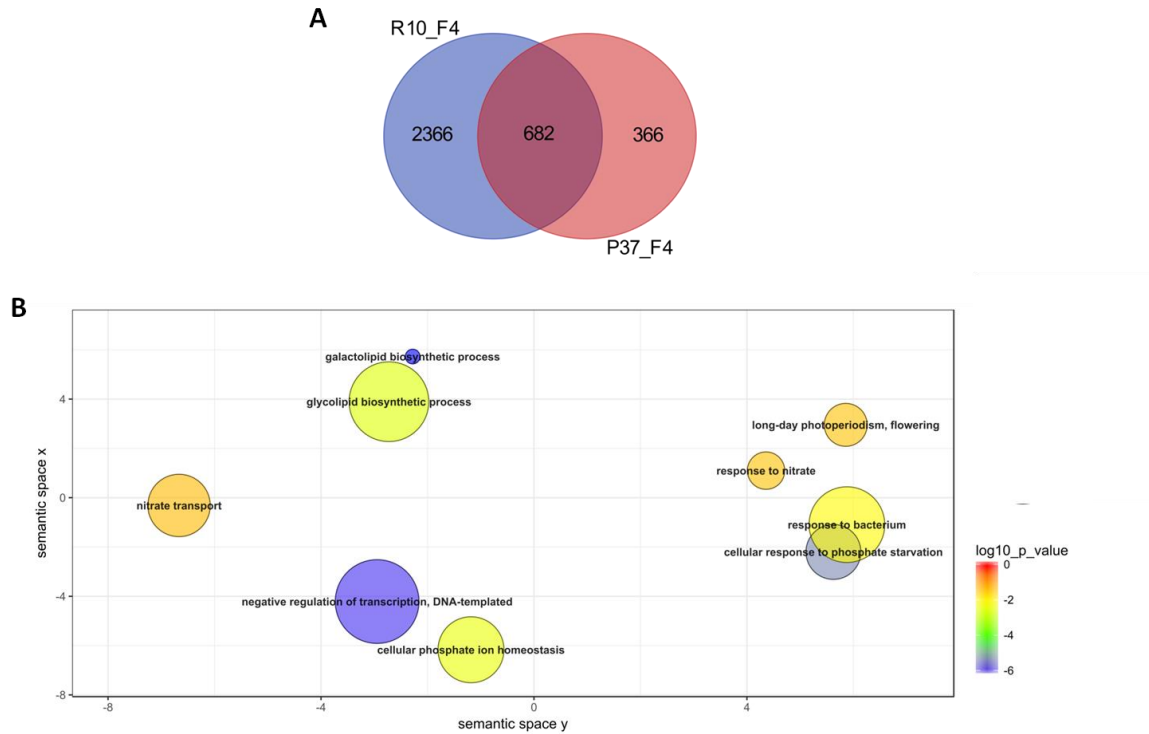 A
R10_F4
2366
682
366
P37_F4
B
semantic space x
4
0
-4
-8
galactolipid biosynthetic process
glycolipid biosynthetic process
long-day photoperiodism, flowering
response to nitrate
nitrate transport
response to bacterium
cellular response to phosphate starvation
negative regulation of transcription, DNA-templated
cellular phosphate ion homeostasis
-8
-4
0
4
semantic space y
log10_p_value
0
-2
-4
-6